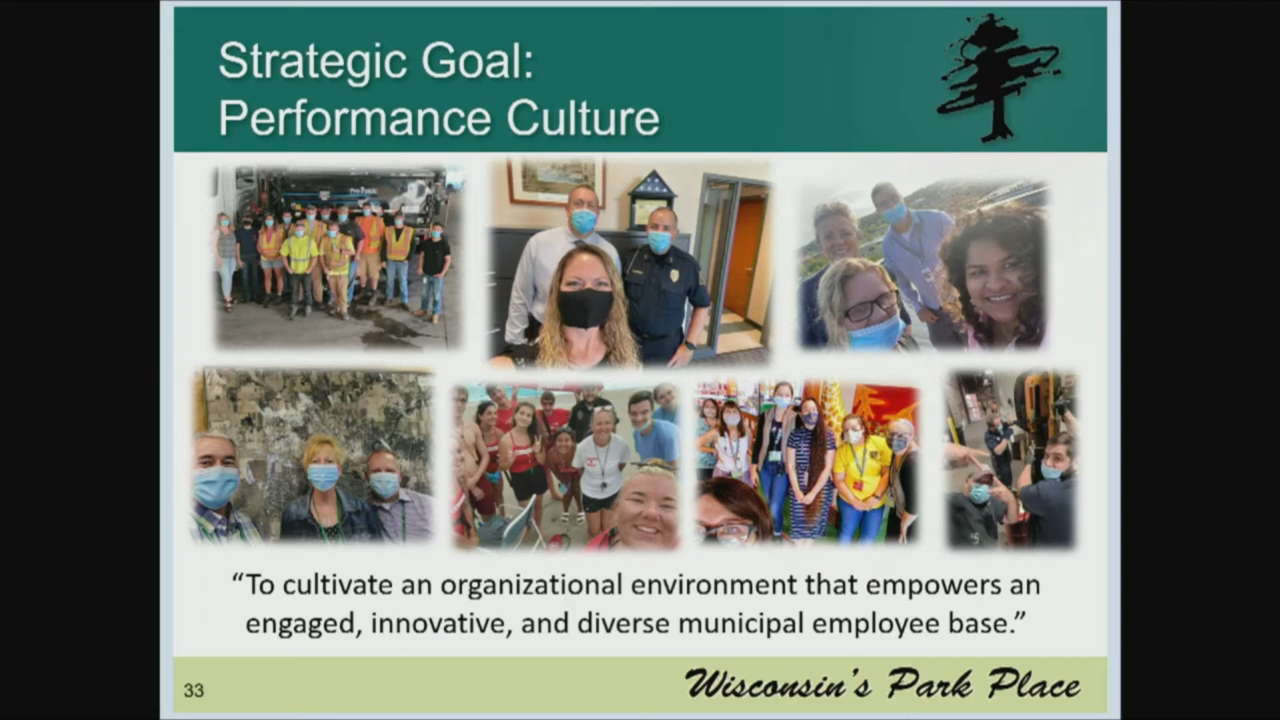 Strategic Goal:
Performance Culture
“To cultivate an organizational environment that empowers an
engaged, innovative, and diverse municipal employee base.”
33
Wisconsin's Park Place